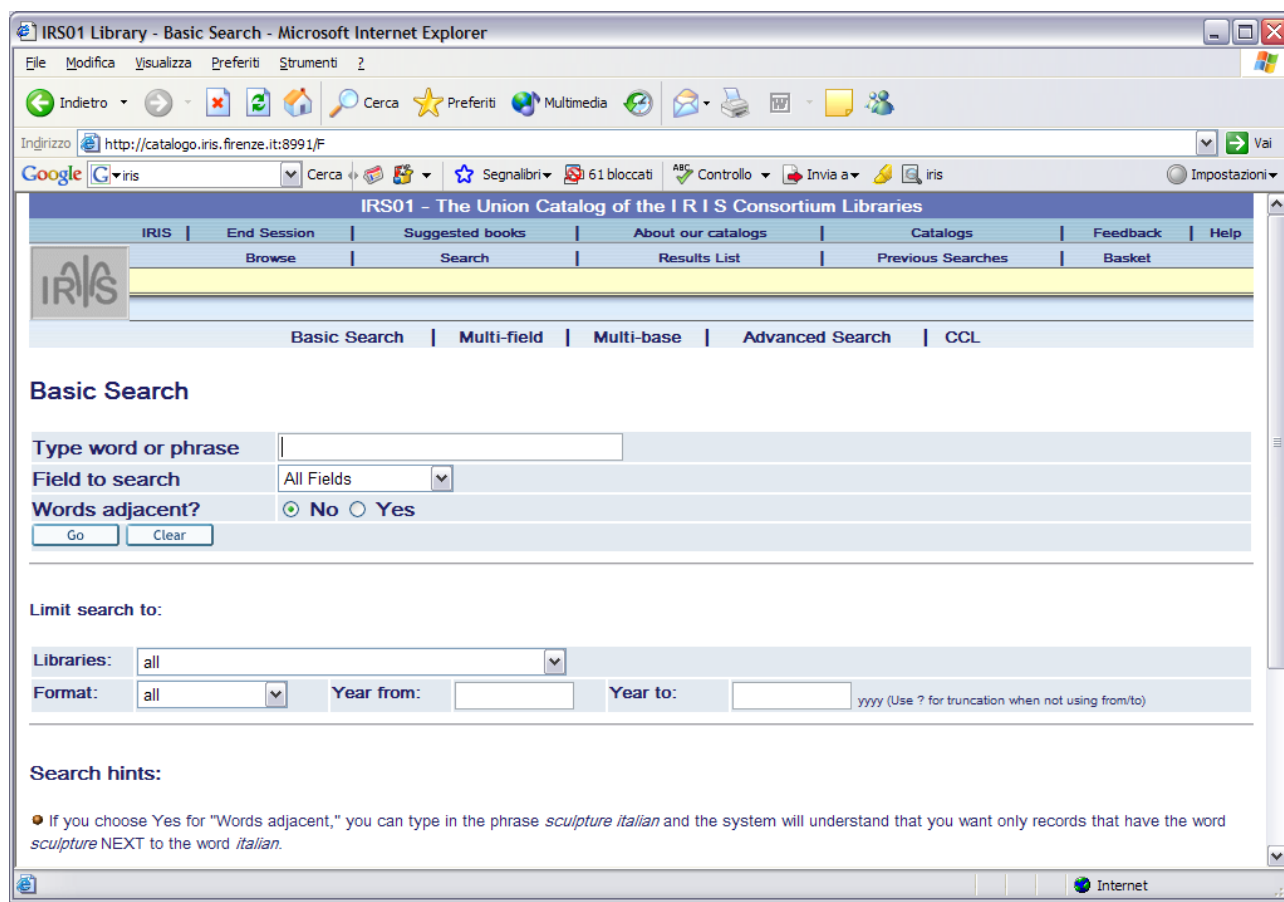 IRS01 Library - Basic Search - Microsoft Internet Explorer
File Modifica Visualizza Preferiti Strumenti ?
Indietro Cerca Preferiti Multimedia
Indirizzo http://catalogo.iris.firenze.it:8991/F Vai
Google G iris Cerca Segnalibri 61 bloccati ABC Controllo Invia a iris Impostazioni
IRS01 - The Union Catalog of the I R I S Consortium Libraries
IRIS | End Session | Suggested books | About our catalogs | Catalogs | Feedback | Help
Browse | Search | Results List | Previous Searches | Basket
IRIS
Basic Search | Multi-field | Multi-base | Advanced Search | CCL
Basic Search
Type word or phrase
Field to search All Fields
Words adjacent? No Yes
Go Clear
Limit search to:
Libraries: all
Format: all Year from: Year to: yyyy (Use ? for truncation when not using from/to)
Search hints:
If you choose Yes for "Words adjacent," you can type in the phrase sculpture italian and the system will understand that you want only records that have the word
sculpture NEXT to the word italian.
Internet